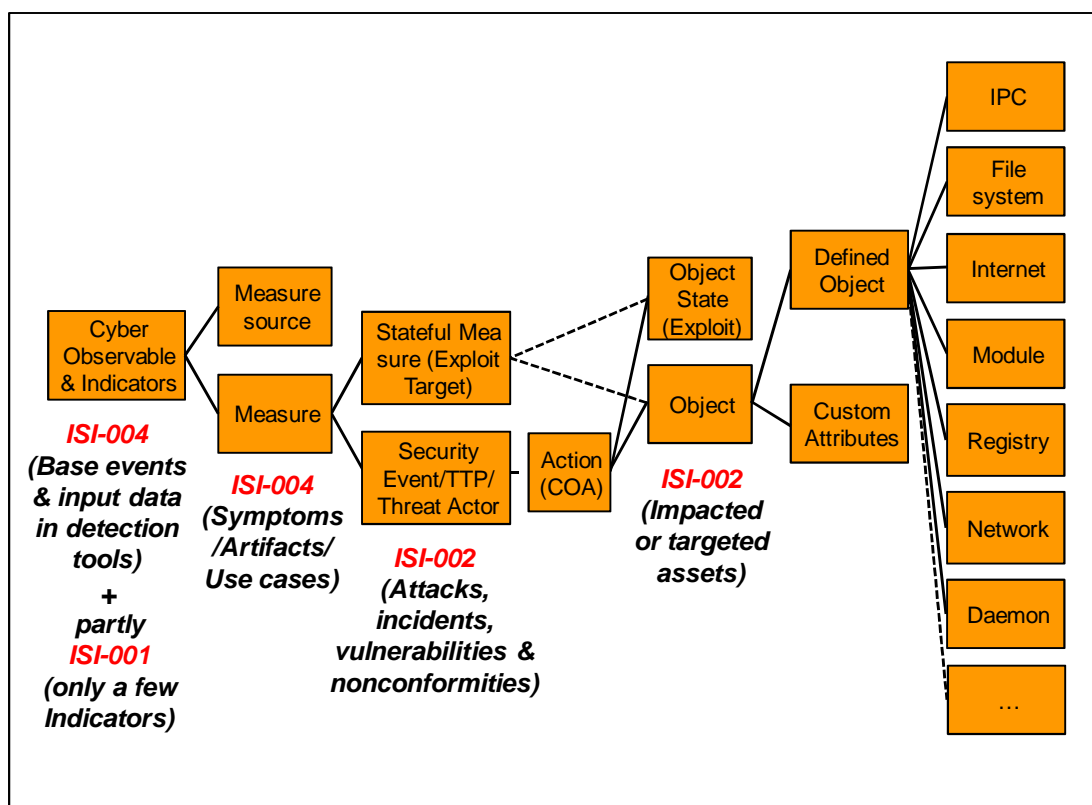 Cyber
Observable
& Indicators
ISI-004
(Base events
& input data
in detection
tools)
+
partly
ISI-001
(only a few
Indicators)
Measure
source
Measure
ISI-004
(Symptoms
/Artifacts/
Use cases)
Stateful Mea
sure (Exploit
Target)
Security
Event/TTP/
Threat Actor
ISI-002
(Attacks,
incidents,
vulnerabilities &
nonconformities)
Action
(COA)
Object
State
(Exploit)
Object
ISI-002
(Impacted
or targeted
assets)
Defined
Object
Custom
Attributes
IPC
File
system
Internet
Module
Registry
Network
Daemon
…